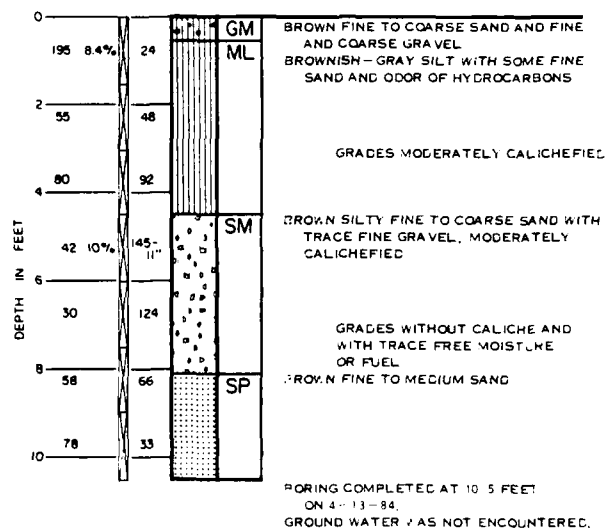 0
GM
BROWN FINE TO COARSE SAND AND FINE
AND COARSE GRAVEL
195 8.4% 24
ML
BROWNISH-GRAY SILT WITH SOME FINE
SAND AND ODOR OF HYDROCARBONS
2
55 48
GRADES MODERATELY CALICHEFIED
80 92
4
SM
BROWN SILTY FINE TO COARSE SAND WITH
TRACE FINE GRAVEL, MODERATELY
CALICHEFIED
42 10% 145-
11"
DEPTH IN FEET
6
30 124
GRADES WITHOUT CALICHE AND
WITH TRACE FREE MOISTURE
OR FUEL
8
58 66
SP
BROWN FINE TO MEDIUM SAND
78 33
10
BORING COMPLETED AT 10.5 FEET
ON 4-13-84.
GROUND WATER WAS NOT ENCOUNTERED.